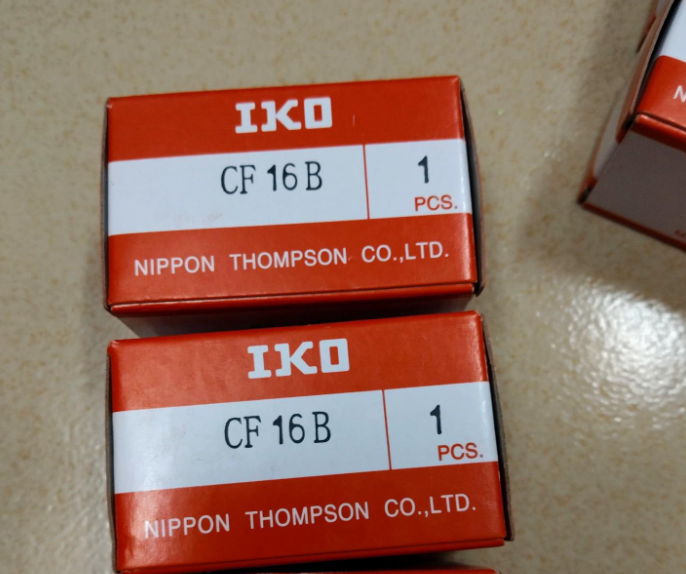 IKO
CF 16 B
1
PCS.
NIPPON THOMPSON CO.,LTD.
IKO
CF 16 B
1
PCS.
NIPPON THOMPSON CO.,LTD.
N